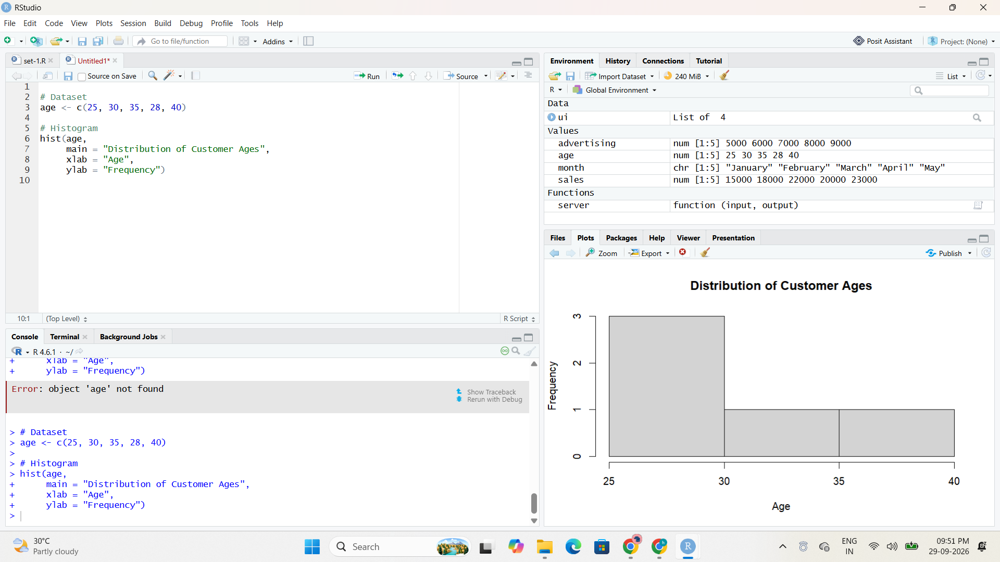 RStudio
File Edit Code View Plots Session Build Debug Profile Tools Help
Go to file/function Addins Posit Assistant Project: (None)
set-1.R Untitled1*
Source on Save Run Source
1
2 # Dataset
3 age <- c(25, 30, 35, 28, 40)
4
5 # Histogram
6 hist(age,
7 main = "Distribution of Customer Ages",
8 xlab = "Age",
9 ylab = "Frequency")
10
10:1 (Top Level) R Script
Console Terminal Background Jobs
R 4.6.1 · ~/
+ xlab = "Age",
+ ylab = "Frequency")
Error: object 'age' not found
Show Traceback
Rerun with Debug
> # Dataset
> age <- c(25, 30, 35, 28, 40)
>
> # Histogram
> hist(age,
+ main = "Distribution of Customer Ages",
+ xlab = "Age",
+ ylab = "Frequency")
>
Environment History Connections Tutorial
Import Dataset 240 MiB List
R Global Environment
Data
ui List of 4
Values
advertising num [1:5] 5000 6000 7000 8000 9000
age num [1:5] 25 30 35 28 40
month chr [1:5] "January" "February" "March" "April" "May"
sales num [1:5] 15000 18000 22000 20000 23000
Functions
server function (input, output)
Files Plots Packages Help Viewer Presentation
Zoom Export Publish
Distribution of Customer Ages
3
2
1
0
Frequency
25 30 35 40
Age
30°C
Partly cloudy
Search
ENG
IN
09:51 PM
29-09-2026